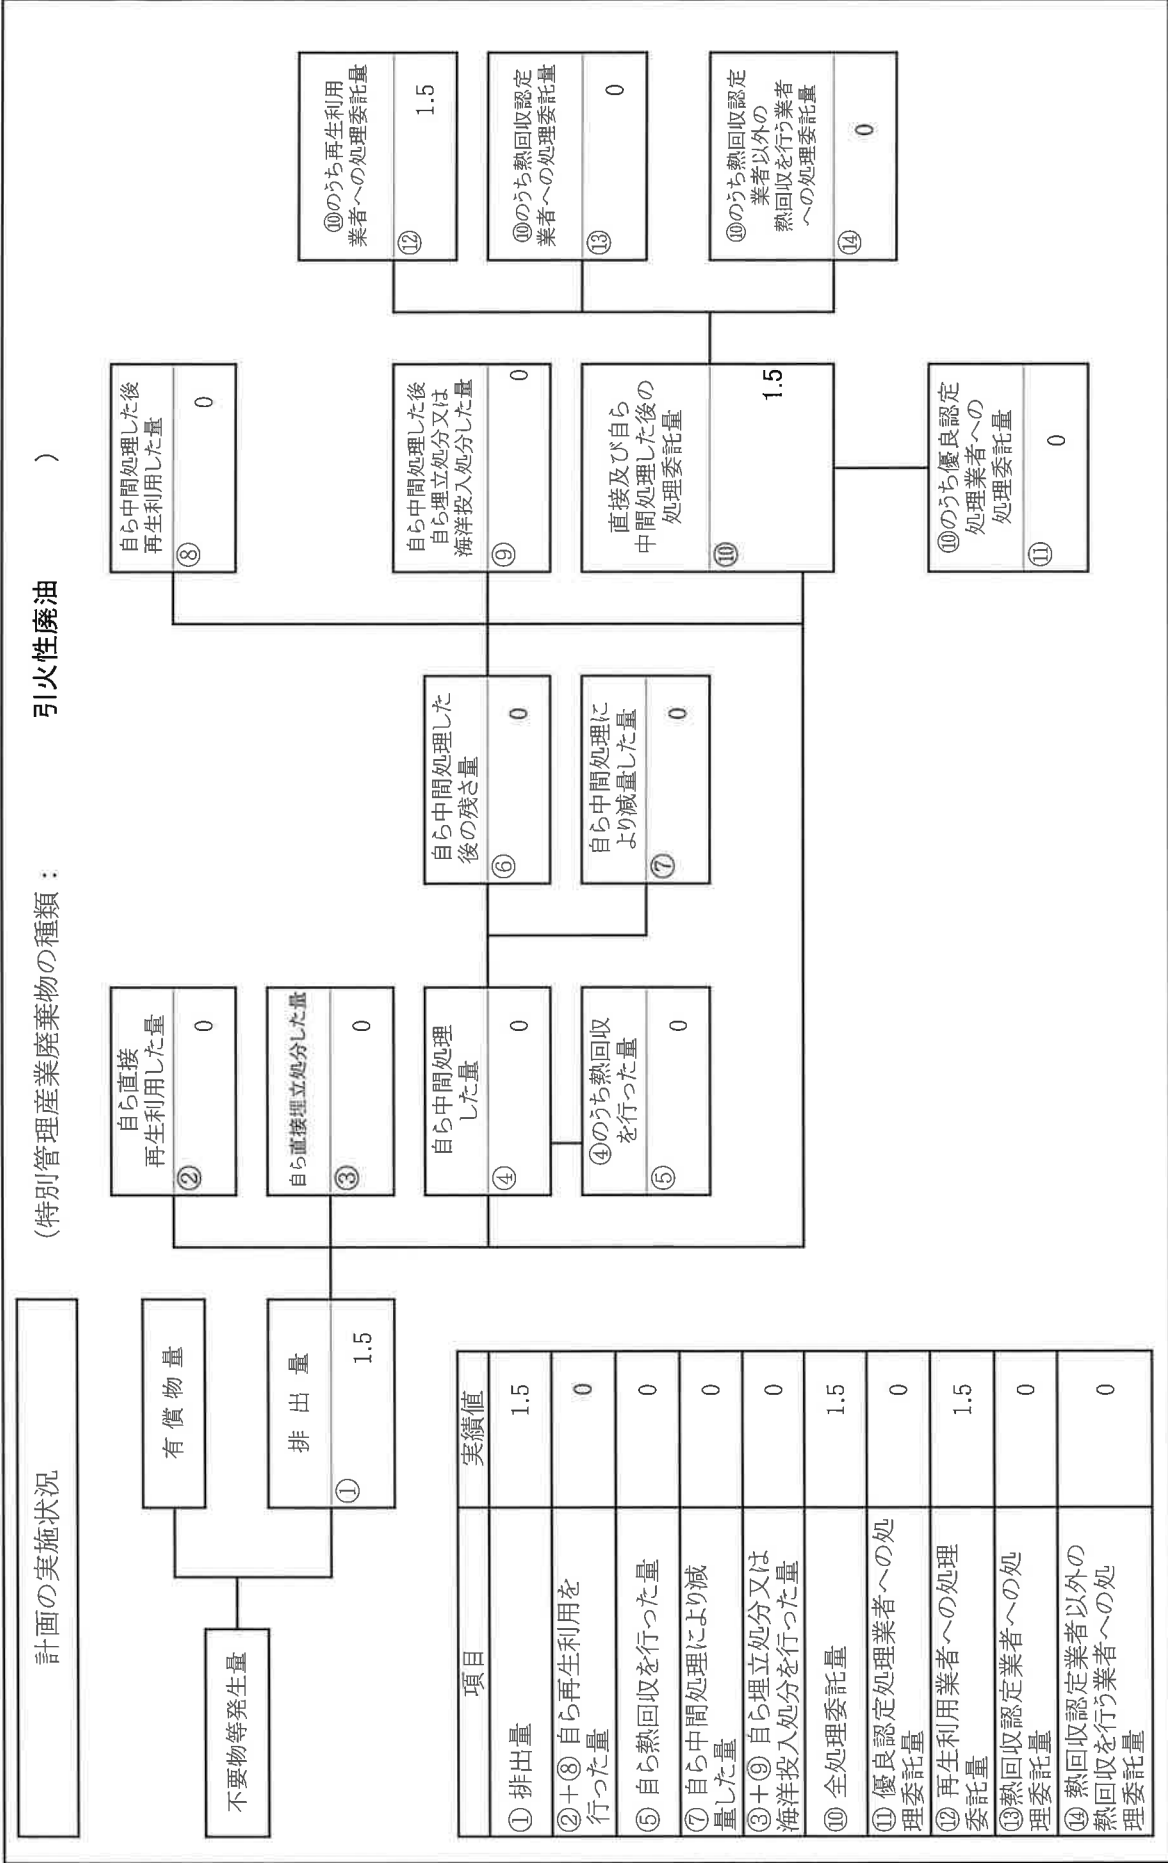 計画の実施状況
（特別管理産業廃棄物の種類：　引火性廃油　）
不要物等発生量
有償物量
排出量
① 1.5
自ら直接
再生利用した量
② 0
自ら直接埋立処分した量
③ 0
自ら中間処理
した量
④ 0
④のうち熱回収
を行った量
⑤ 0
自ら中間処理した
後の残さ量
⑥ 0
自ら中間処理に
より減量した量
⑦ 0
自ら中間処理した後
再生利用した量
⑧ 0
自ら中間処理した後
自ら埋立処分又は
海洋投入処分した量
⑨ 0
直接及び自ら
中間処理した後の
処理委託量
⑩ 1.5
⑩のうち優良認定
処理業者への
処理委託量
⑪ 0
⑩のうち再生利用
業者への処理委託量
⑫ 1.5
⑩のうち熱回収認定
業者への処理委託量
⑬ 0
⑩のうち熱回収認定
業者以外の
熱回収を行う業者
への処理委託量
⑭ 0
項目 実績値
① 排出量 1.5
②＋⑧ 自ら再生利用を
行った量 0
⑤ 自ら熱回収を行った量 0
⑦ 自ら中間処理により減
量した量 0
③＋⑨ 自ら埋立処分又は
海洋投入処分を行った量 0
⑩ 全処理委託量 1.5
⑪ 優良認定処理業者への処
理委託量 0
⑫ 再生利用業者への処理
委託量 1.5
⑬熱回収認定業者への処
理委託量 0
⑭ 熱回収認定業者以外の
熱回収を行う業者への処
理委託量 0